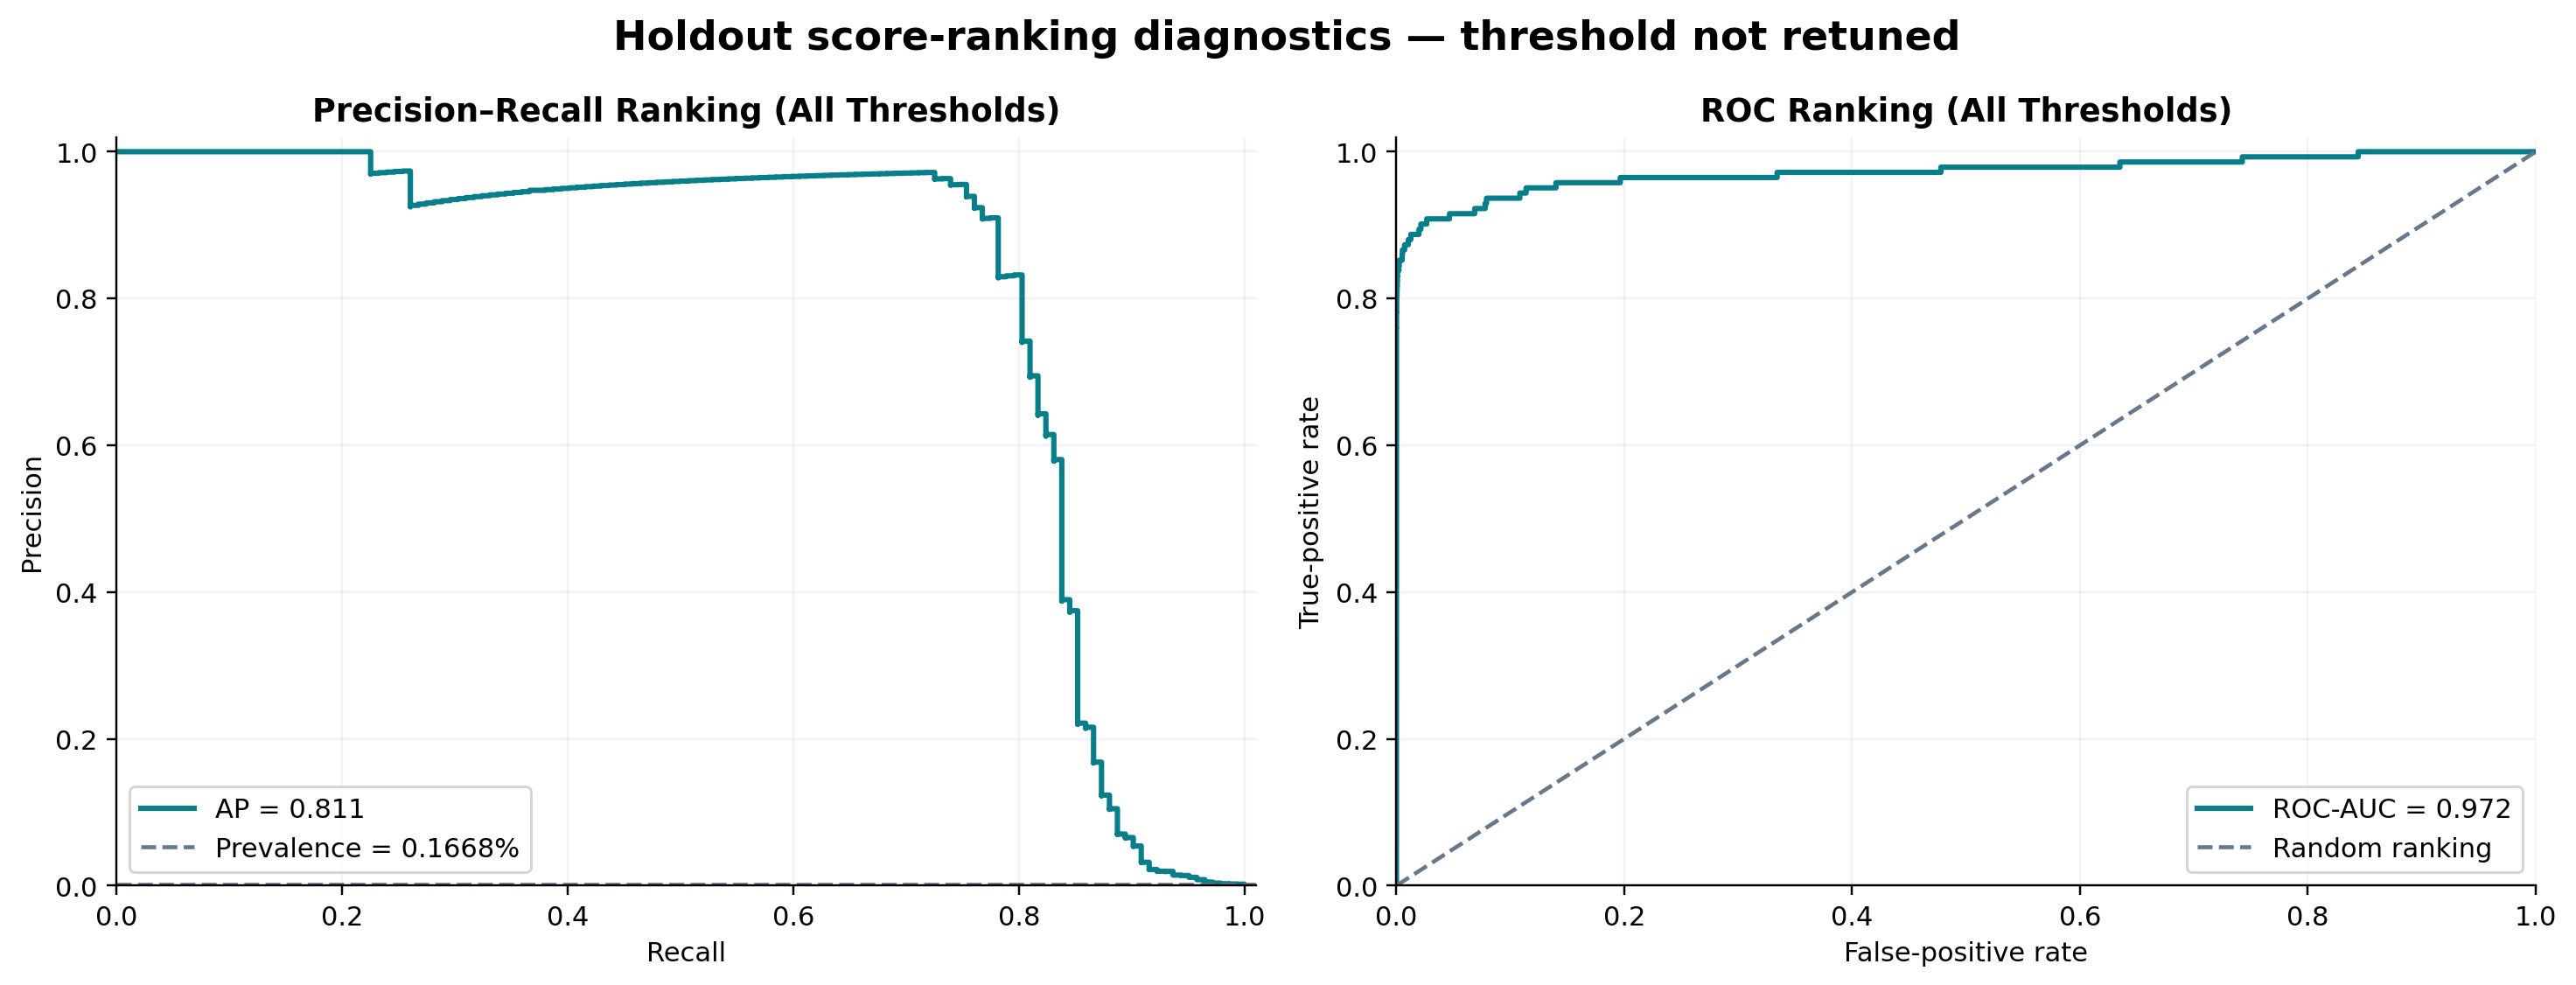 Holdout score-ranking diagnostics — threshold not retuned
Precision–Recall Ranking (All Thresholds)
1.0
0.8
0.6
0.4
0.2
0.0
Precision
AP = 0.811
Prevalence = 0.1668%
0.0 0.2 0.4 0.6 0.8 1.0
Recall
ROC Ranking (All Thresholds)
1.0
0.8
0.6
0.4
0.2
0.0
True-positive rate
ROC-AUC = 0.972
Random ranking
0.0 0.2 0.4 0.6 0.8 1.0
False-positive rate